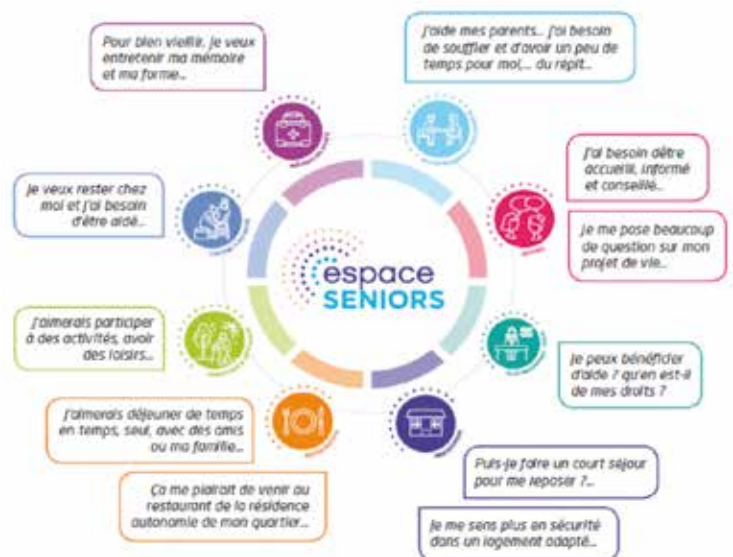 Pour bien vieillir, je veux
entretenir ma mémoire
et ma forme...
J'aide mes parents... j'ai besoin
de souffler et d'avoir un peu de
temps pour moi,... du répit...
J'ai besoin d'être
accueilli, informé
et conseillé...
Je me pose beaucoup
de question sur mon
projet de vie...
Je veux rester chez
moi et j'ai besoin
d'être aidé...
espace
SENIORS
J'aimerais participer
à des activités, avoir
des loisirs...
Je peux bénéficier
d'aide ? qu'en est-il
de mes droits ?
J'aimerais déjeuner de temps
en temps, seul, avec des amis
ou ma famille...
Ça me plairait de venir au
restaurant de la résidence
autonomie de mon quartier...
Puis-je faire un court séjour
pour me reposer ?...
Je me sens plus en sécurité
dans un logement adapté...